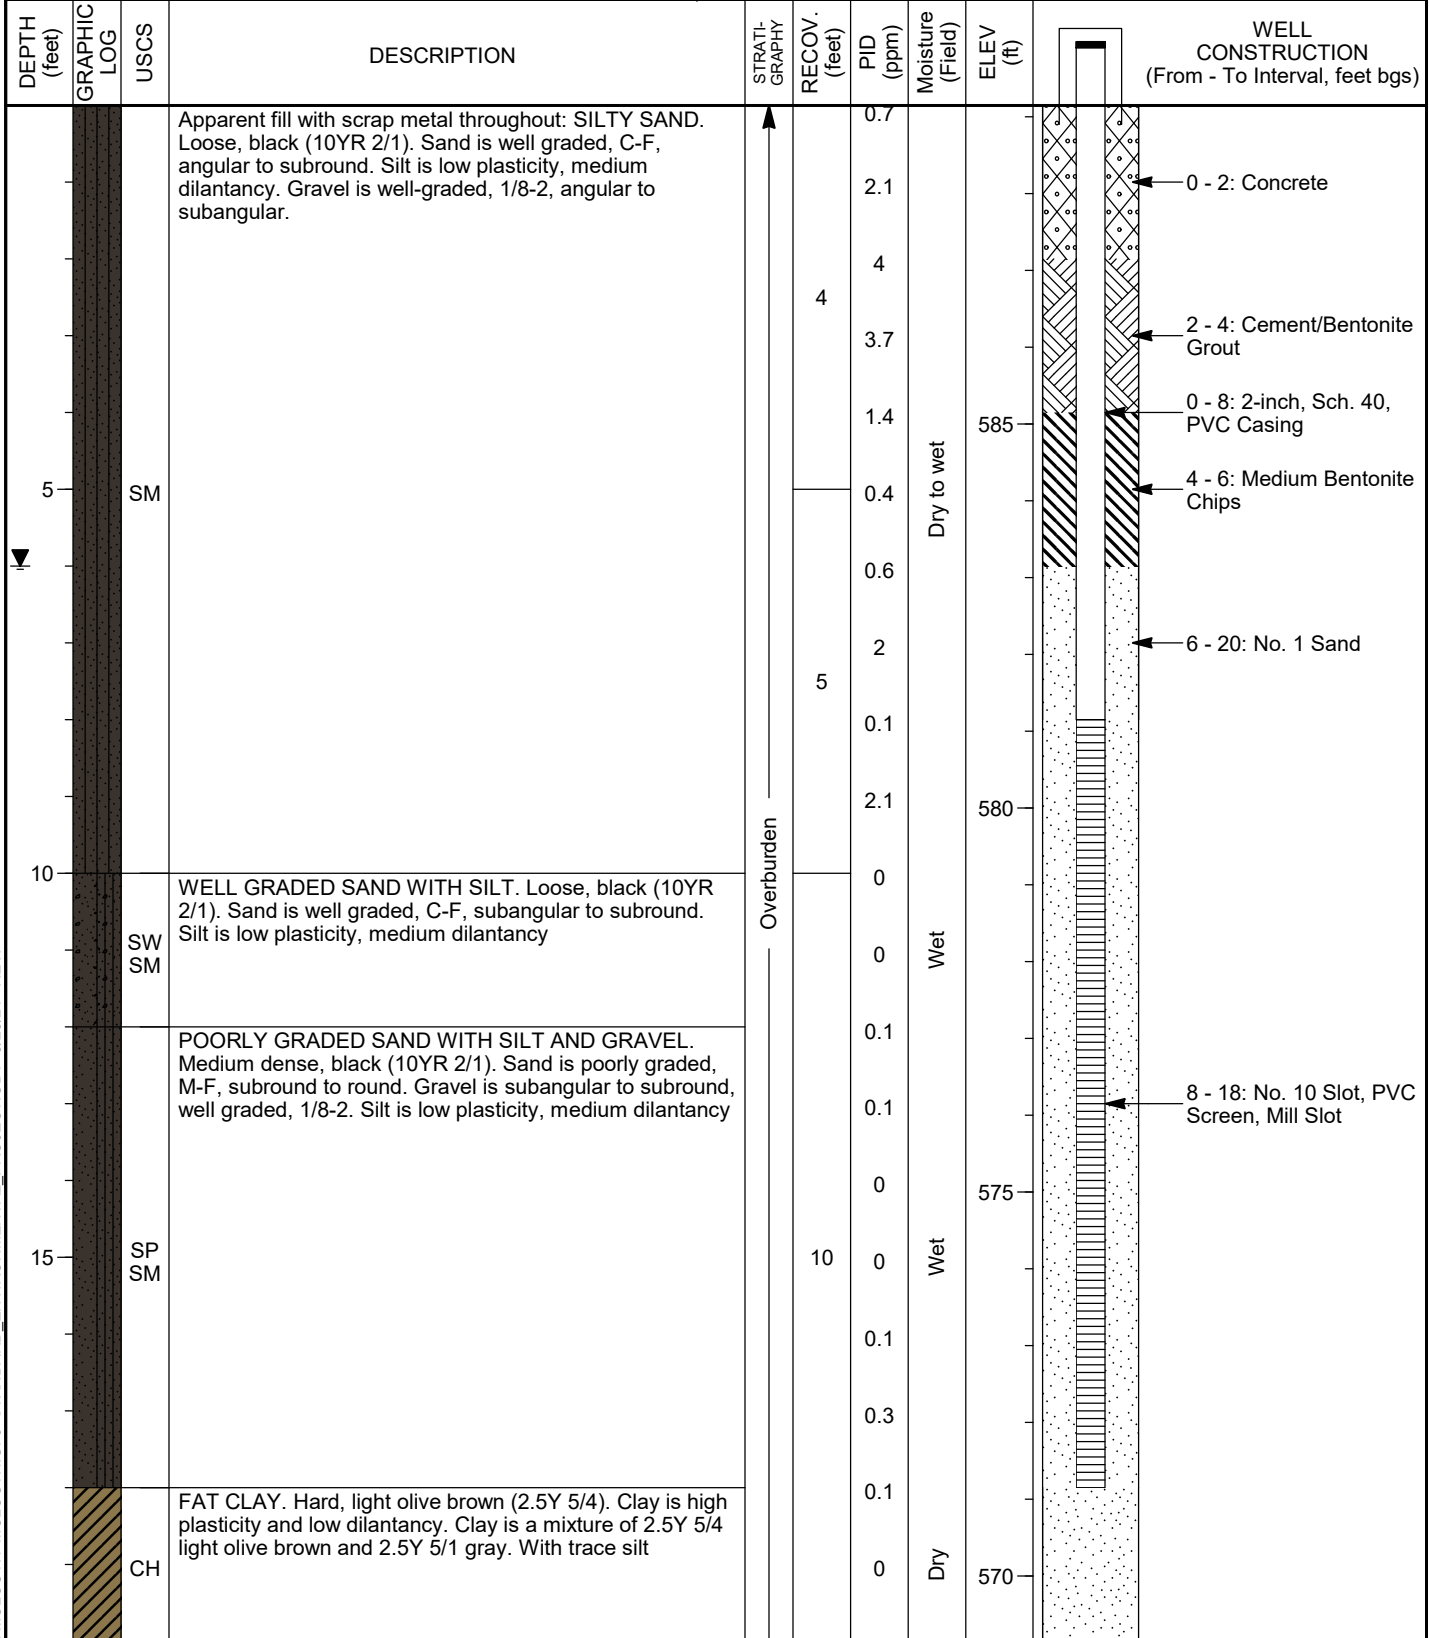 DEPTH
(feet)
GRAPHIC
LOG
USCS
DESCRIPTION
STRATI-
GRAPHY
RECOV.
(feet)
PID
(ppm)
Moisture
(Field)
ELEV
(ft)
WELL
CONSTRUCTION
(From - To Interval, feet bgs)
Apparent fill with scrap metal throughout: SILTY SAND.
Loose, black (10YR 2/1). Sand is well graded, C-F,
angular to subround. Silt is low plasticity, medium
dilantancy. Gravel is well-graded, 1/8-2, angular to
subangular.
0.7
2.1
4
3.7
1.4
0.4
0.6
2
0.1
2.1
4
5
5
SM
Dry to wet
585
580
0 - 2: Concrete
2 - 4: Cement/Bentonite
Grout
0 - 8: 2-inch, Sch. 40,
PVC Casing
4 - 6: Medium Bentonite
Chips
6 - 20: No. 1 Sand
Overburden
10
WELL GRADED SAND WITH SILT. Loose, black (10YR
2/1). Sand is well graded, C-F, subangular to subround.
Silt is low plasticity, medium dilantancy
SW
SM
0
0
Wet
POORLY GRADED SAND WITH SILT AND GRAVEL.
Medium dense, black (10YR 2/1). Sand is poorly graded,
M-F, subround to round. Gravel is subangular to subround,
well graded, 1/8-2. Silt is low plasticity, medium dilantancy
0.1
0.1
0
0
0.1
0.3
8 - 18: No. 10 Slot, PVC
Screen, Mill Slot
575
15
SP
SM
10
Wet
FAT CLAY. Hard, light olive brown (2.5Y 5/4). Clay is high
plasticity and low dilantancy. Clay is a mixture of 2.5Y 5/4
light olive brown and 2.5Y 5/1 gray. With trace silt
CH
0.1
0
Dry
570